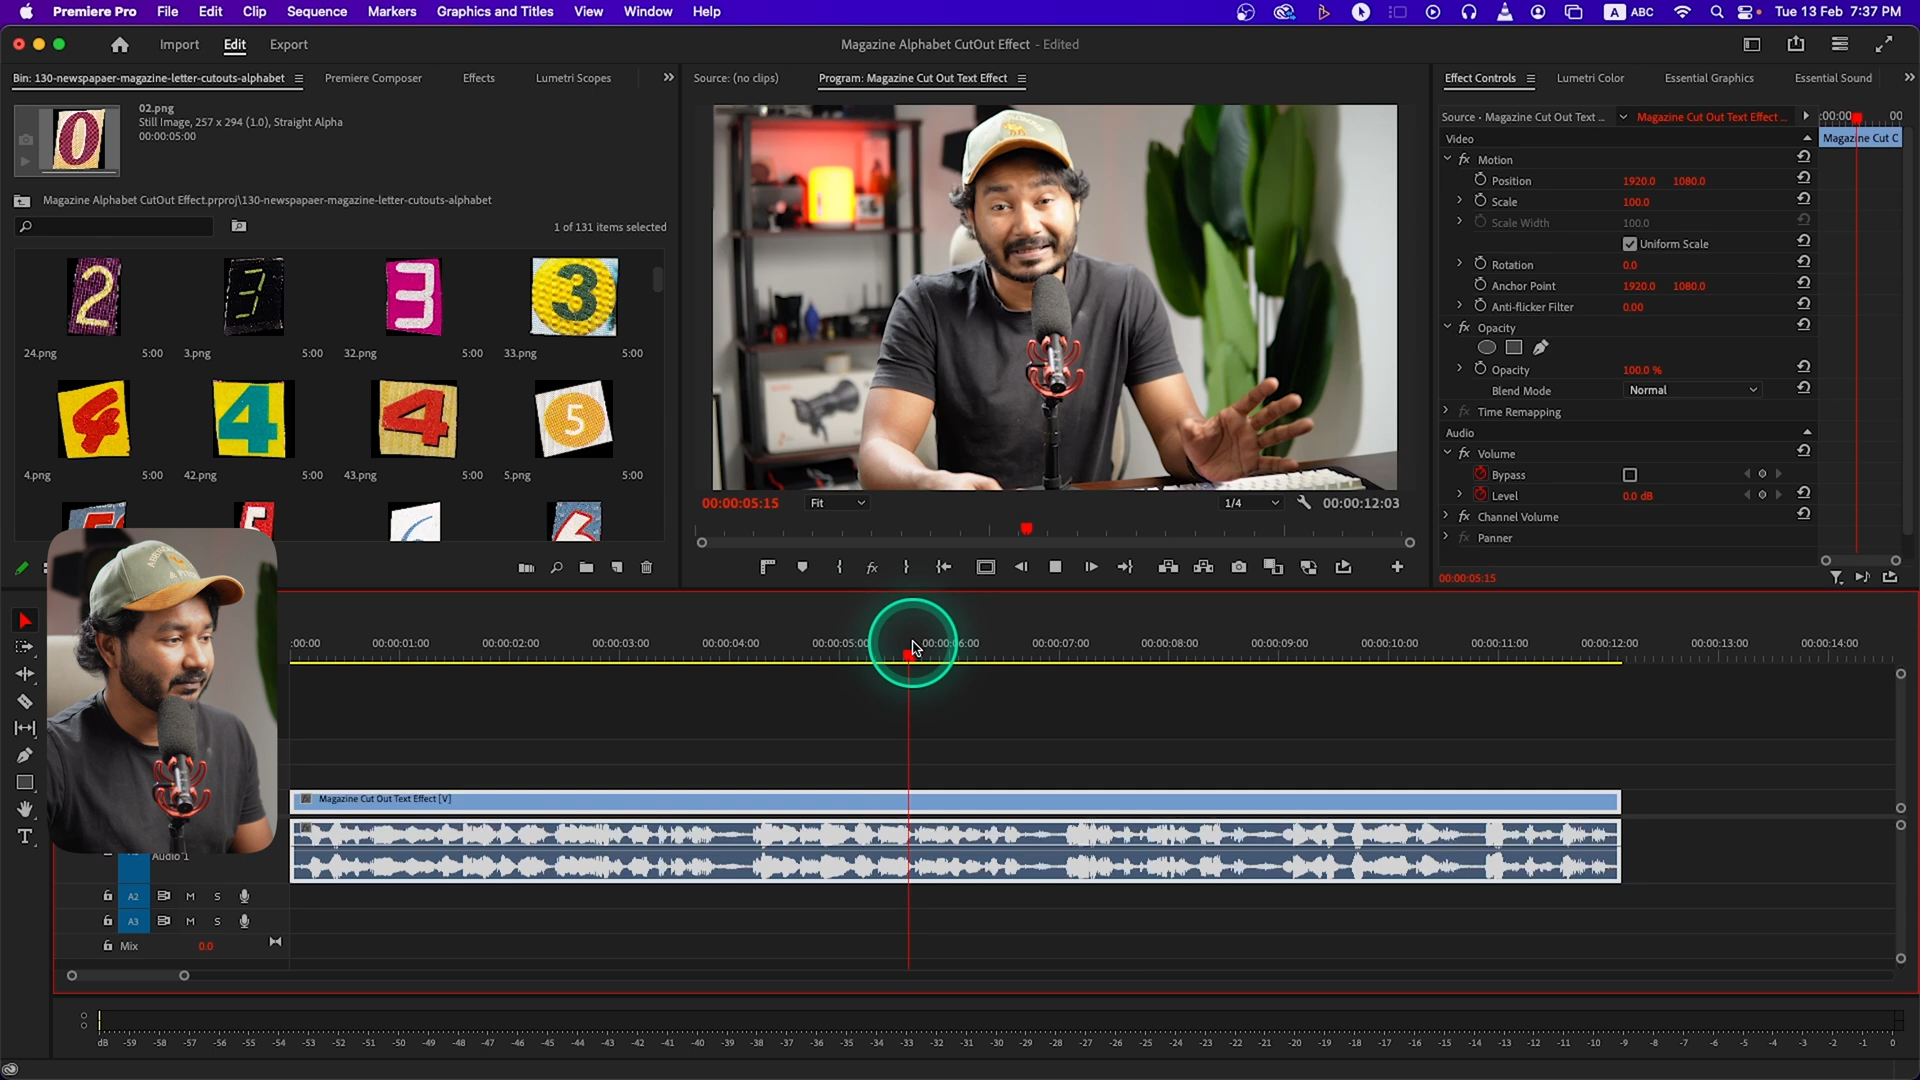 Premiere Pro File Edit Clip Sequence Markers Graphics and Titles View Window Help
A ABC Tue 13 Feb 7:37 PM
Import Edit Export
Magazine Alphabet CutOut Effect - Edited
Bin: 130-newspapaer-magazine-letter-cutouts-alphabet Premiere Composer Effects Lumetri Scopes
02.png
Still Image, 257 x 294 (1.0), Straight Alpha
00:00:05:00
Magazine Alphabet CutOut Effect.prproj\130-newspapaer-magazine-letter-cutouts-alphabet
1 of 131 items selected
0
2 3 3 3
24.png 5:00 3.png 5:00 32.png 5:00 33.png 5:00
4 4 4 5
4.png 5:00 42.png 5:00 43.png 5:00 5.png 5:00
Source: (no clips) Program: Magazine Cut Out Text Effect
00:00:05:15 Fit 1/4 00:00:12:03
Effect Controls Lumetri Color Essential Graphics Essential Sound
Source • Magazine Cut Out Text ... Magazine Cut Out Text Effect ... :00:00 00
Video Magazine Cut C
fx Motion
Position 1920.0 1080.0
Scale 100.0
Scale Width 100.0
Uniform Scale
Rotation 0.0
Anchor Point 1920.0 1080.0
Anti-flicker Filter 0.00
fx Opacity
Opacity 100.0 %
Blend Mode Normal
fx Time Remapping
Audio
fx Volume
Bypass
Level 0.0 dB
fx Channel Volume
fx Panner
00:00:05:15
:00:00 00:00:01:00 00:00:02:00 00:00:03:00 00:00:04:00 00:00:05:00 00:00:06:00 00:00:07:00 00:00:08:00 00:00:09:00 00:00:10:00 00:00:11:00 00:00:12:00 00:00:13:00 00:00:14:00
Magazine Cut Out Text Effect [V]
Audio 1
A2 M S
A3 M S
Mix 0.0
dB -59 -57 -56 -55 -54 -53 -52 -51 -50 -49 -48 -47 -46 -45 -44 -43 -42 -41 -40 -39 -38 -37 -36 -35 -34 -33 -32 -31 -30 -29 -28 -27 -26 -25 -24 -23 -22 -21 -20 -19 -18 -17 -16 -15 -14 -13 -12 -11 -10 -9 -8 -7 -6 -5 -4 -3 -2 -1 0